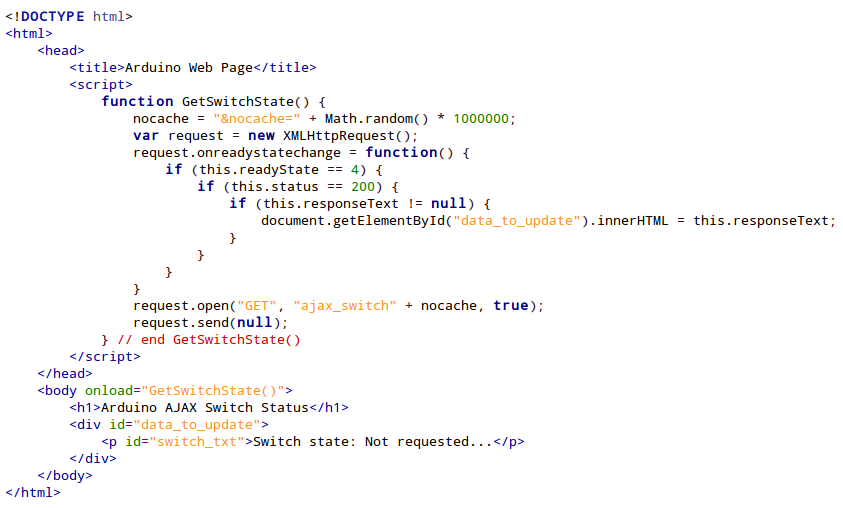 <!DOCTYPE html>
<html>
    <head>
        <title>Arduino Web Page</title>
        <script>
            function GetSwitchState() {
                nocache = "&nocache=" + Math.random() * 1000000;
                var request = new XMLHttpRequest();
                request.onreadystatechange = function() {
                    if (this.readyState == 4) {
                        if (this.status == 200) {
                            if (this.responseText != null) {
                                document.getElementById("data_to_update").innerHTML = this.responseText;
                            }
                        }
                    }
                }
                request.open("GET", "ajax_switch" + nocache, true);
                request.send(null);
            } // end GetSwitchState()
        </script>
    </head>
    <body onload="GetSwitchState()">
        <h1>Arduino AJAX Switch Status</h1>
        <div id="data_to_update">
            <p id="switch_txt">Switch state: Not requested...</p>
        </div>
    </body>
</html>